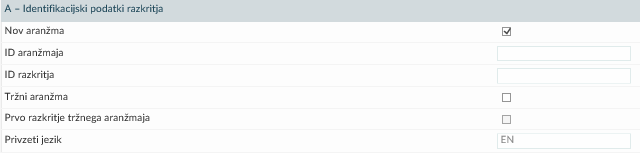 A – Identifikacijski podatki razkritja
Nov aranžma
ID aranžmaja
ID razkritja
Tržni aranžma
Prvo razkritje tržnega aranžmaja
Privzeti jezik EN